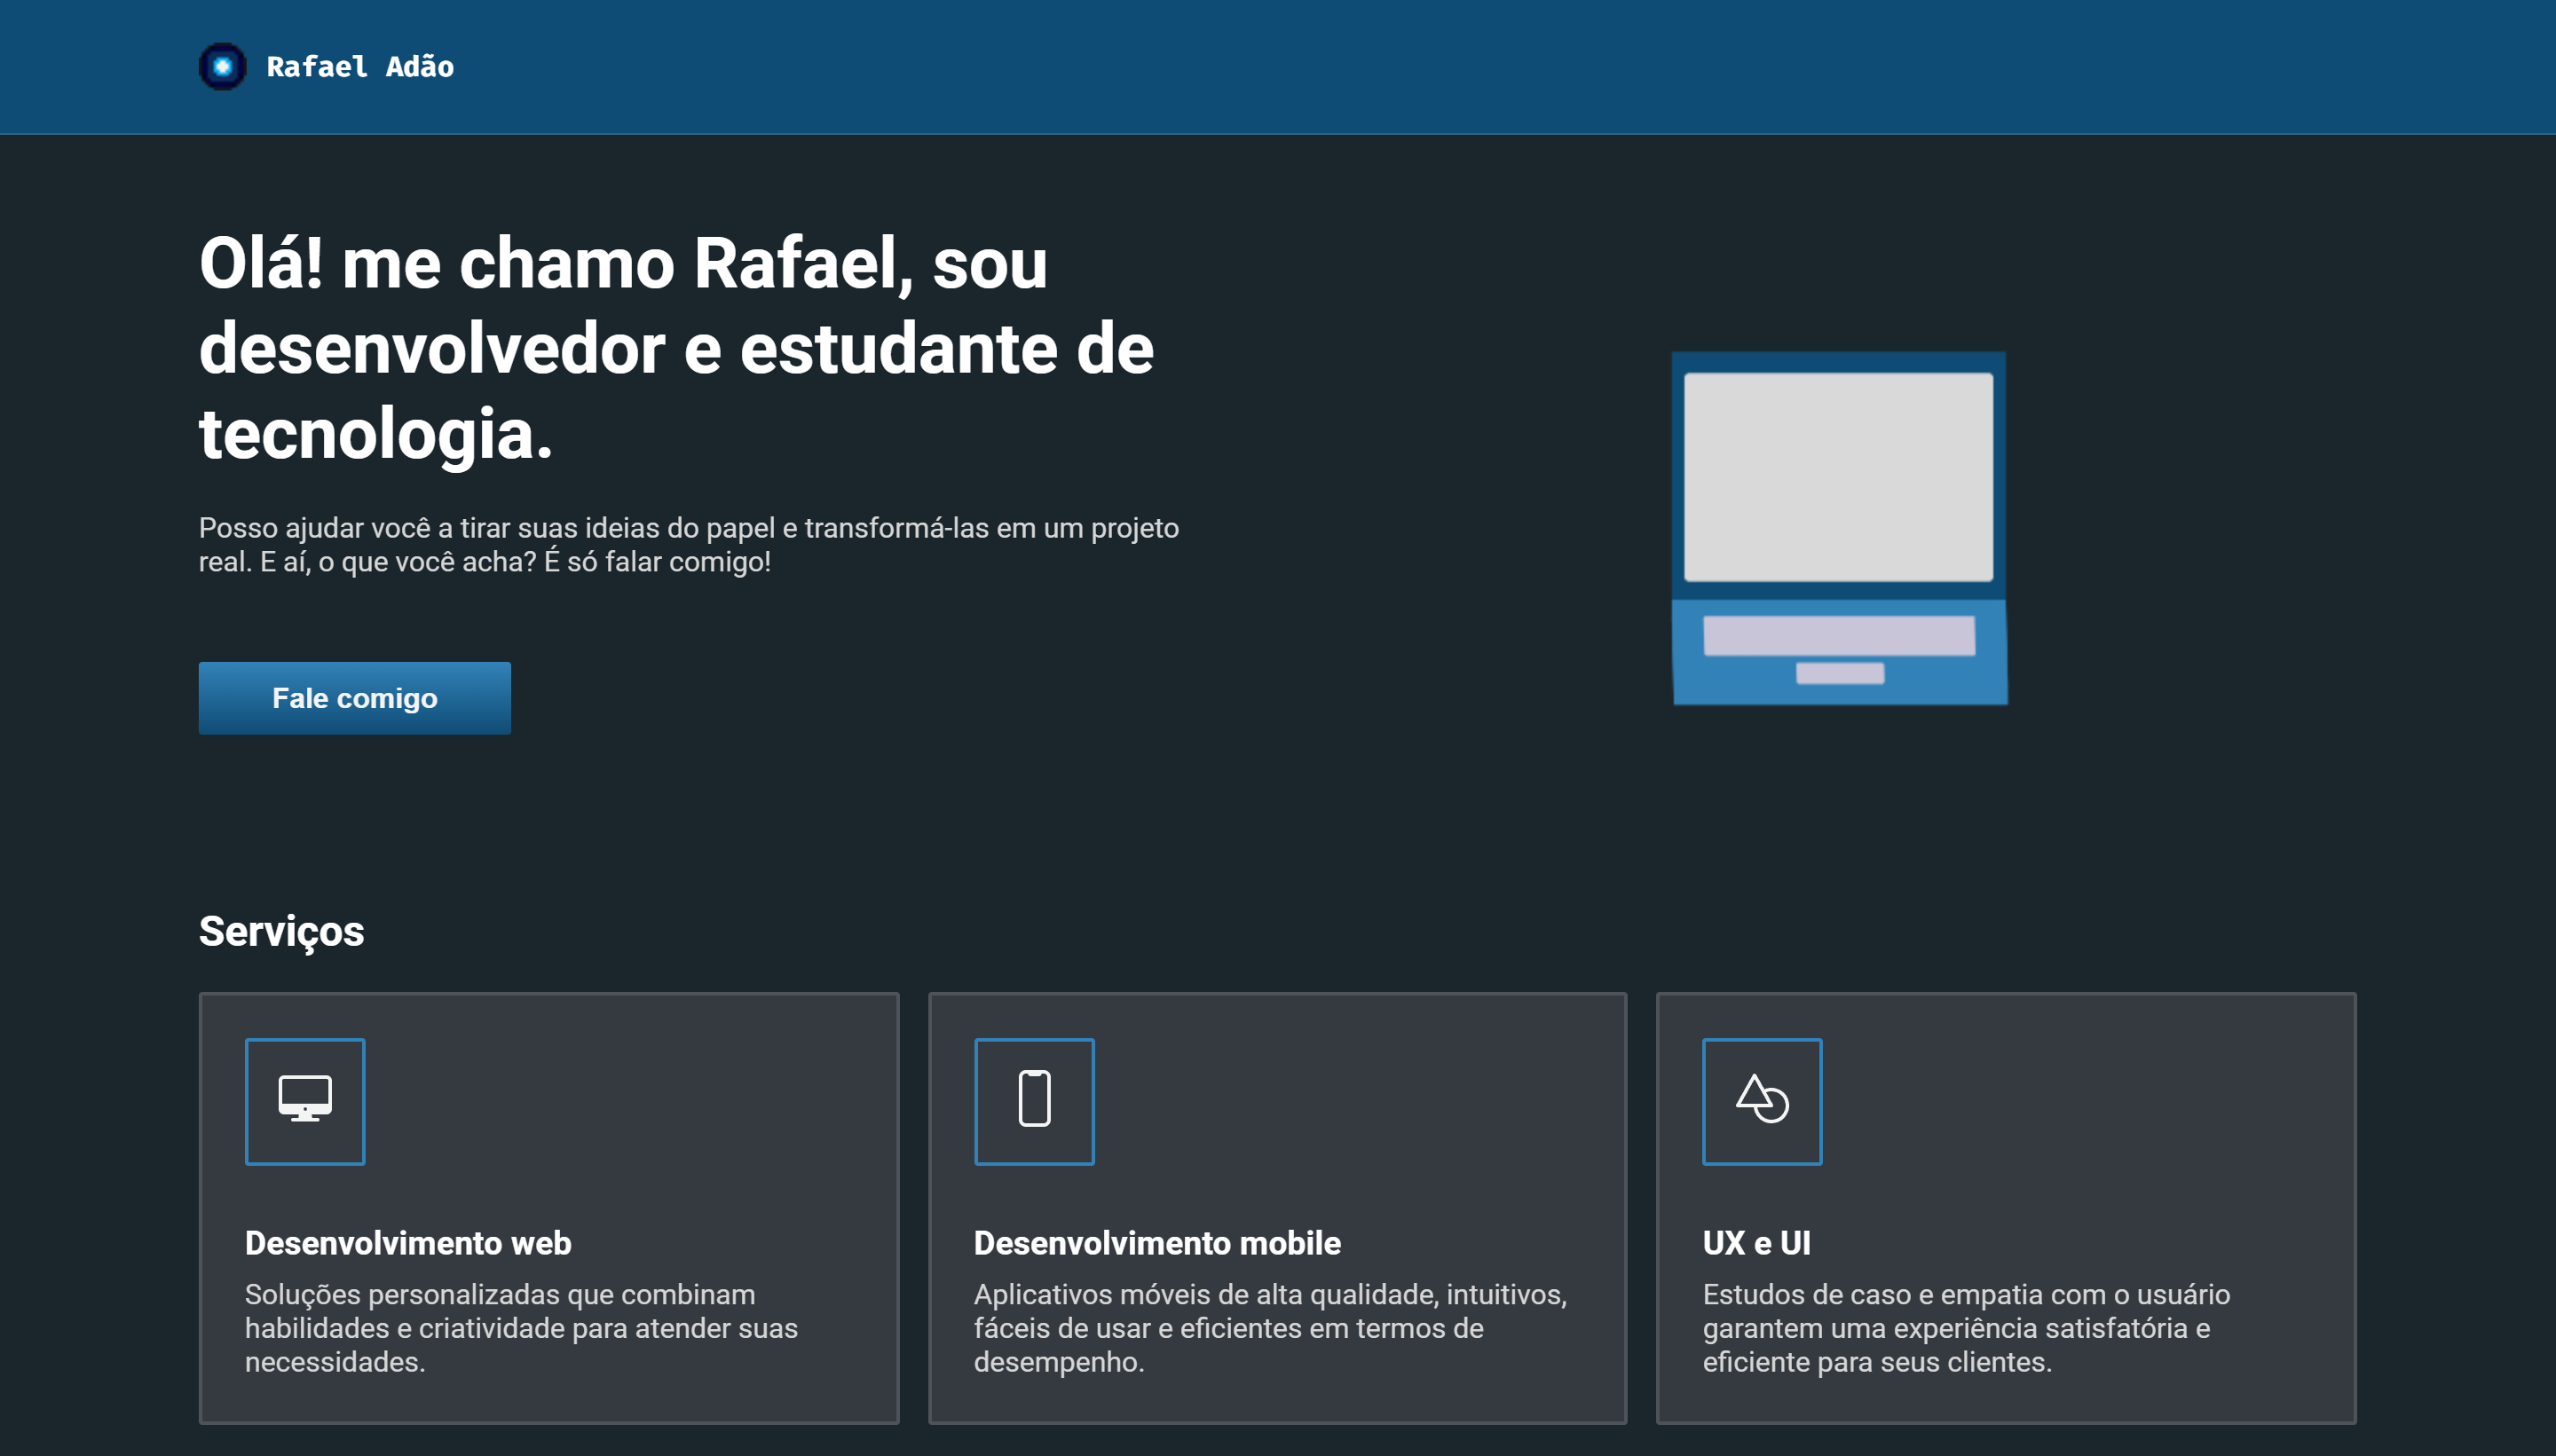 Rafael Adão
Olá! me chamo Rafael, sou
desenvolvedor e estudante de
tecnologia.
Posso ajudar você a tirar suas ideias do papel e transformá-las em um projeto
real. E aí, o que você acha? É só falar comigo!
Fale comigo
Serviços
Desenvolvimento web
Soluções personalizadas que combinam
habilidades e criatividade para atender suas
necessidades.
Desenvolvimento mobile
Aplicativos móveis de alta qualidade, intuitivos,
fáceis de usar e eficientes em termos de
desempenho.
UX e UI
Estudos de caso e empatia com o usuário
garantem uma experiência satisfatória e
eficiente para seus clientes.